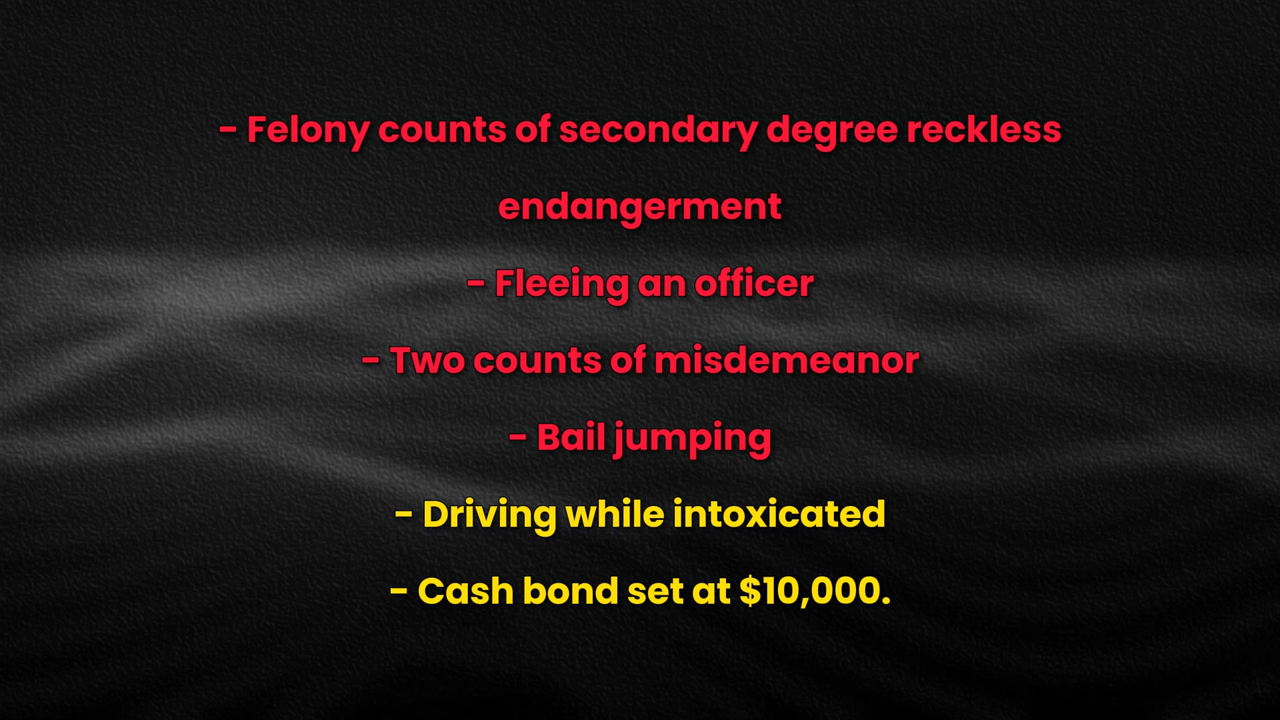 - Felony counts of secondary degree reckless
endangerment
- Fleeing an officer
- Two counts of misdemeanor
- Bail jumping
- Driving while intoxicated
- Cash bond set at $10,000.